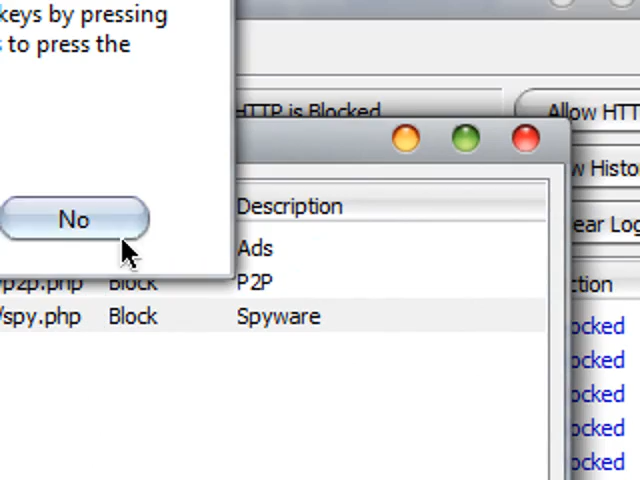 keys by pressing
to press the
No
HTTP is Blocked
Allow HTT
w Histo
ear Log
Description
Ads
/p2p.php Block P2P
/spy.php Block Spyware
ction
ocked
ocked
ocked
ocked
ocked